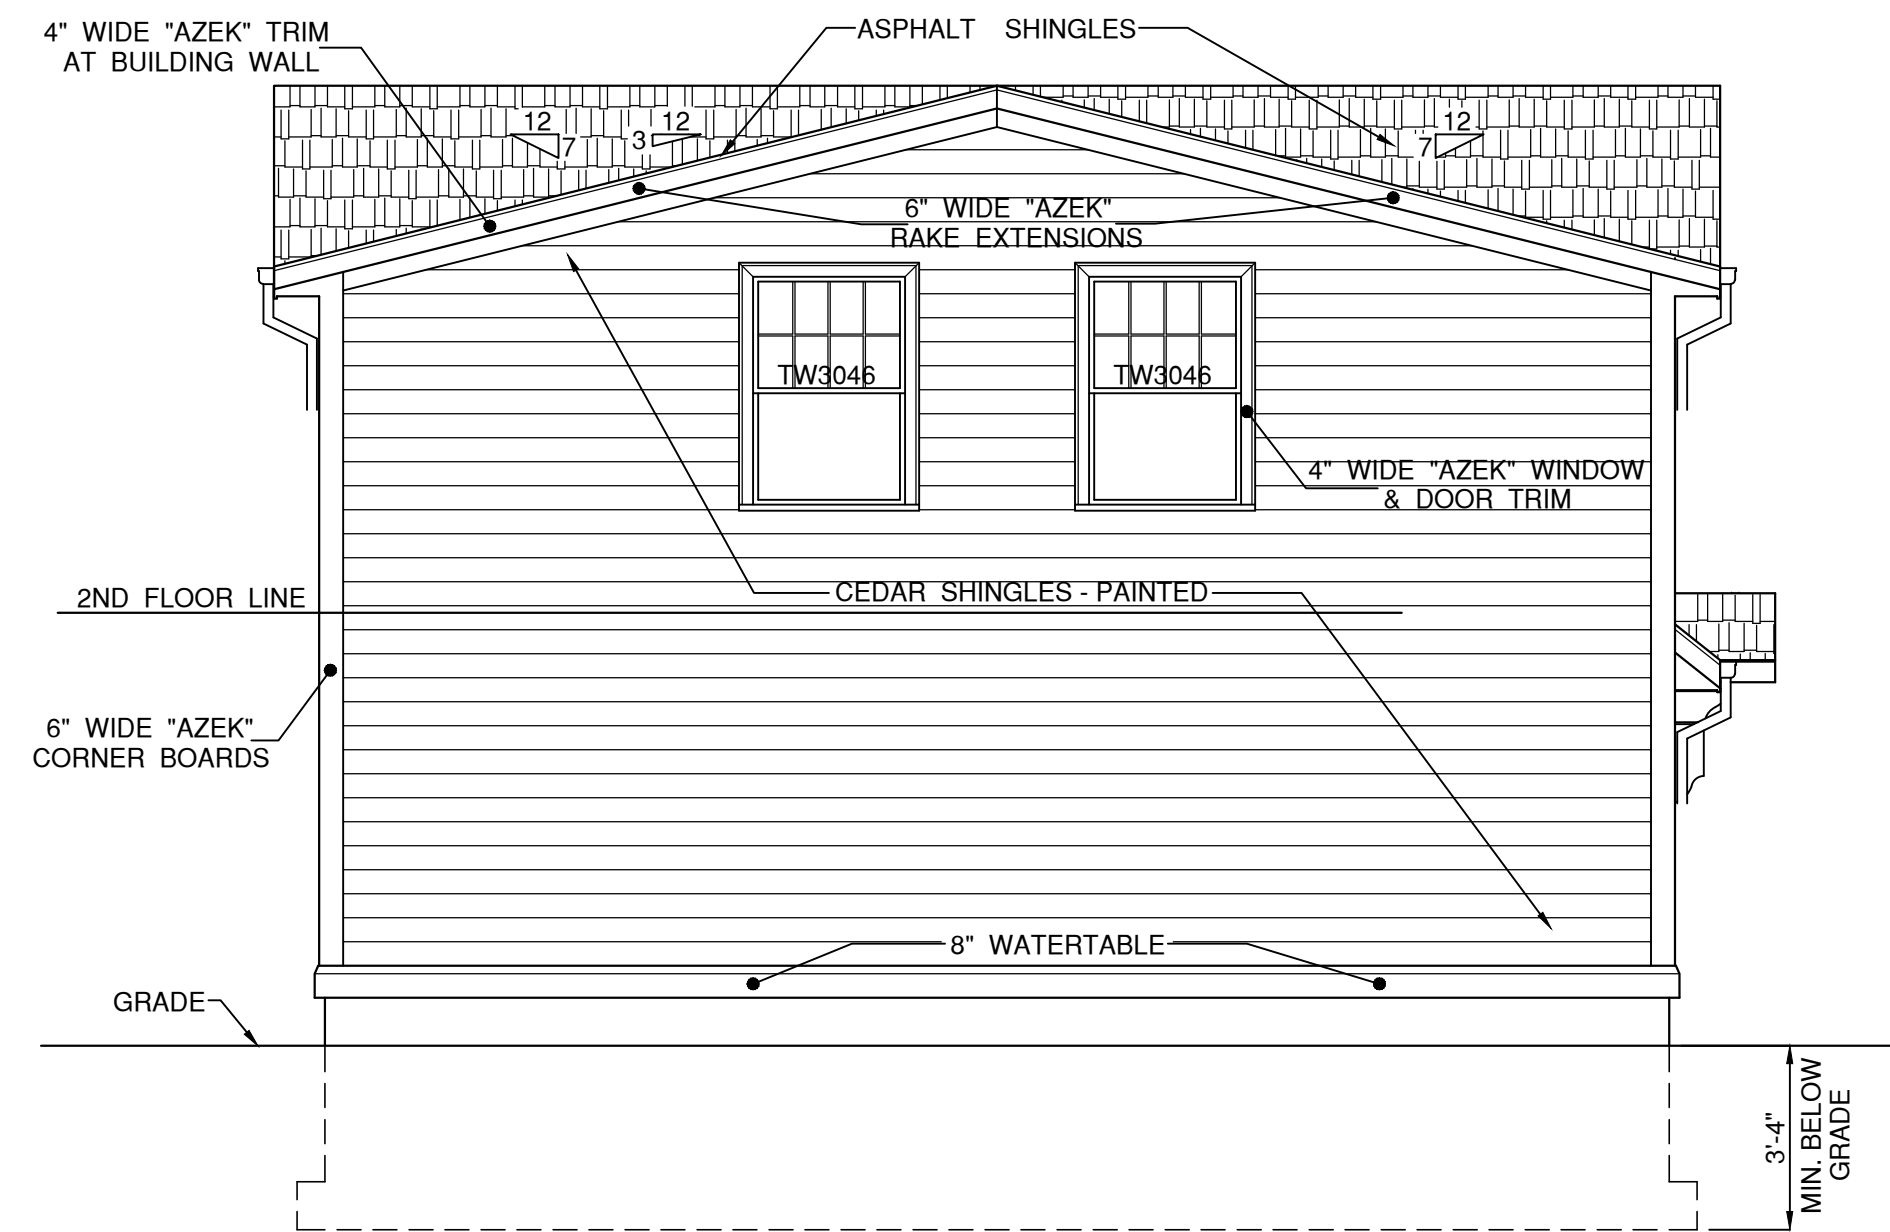 4" WIDE "AZEK" TRIM
AT BUILDING WALL
ASPHALT SHINGLES
12
7
12
3
12
7
6" WIDE "AZEK"
RAKE EXTENSIONS
TW3046
TW3046
4" WIDE "AZEK" WINDOW
& DOOR TRIM
2ND FLOOR LINE
CEDAR SHINGLES - PAINTED
6" WIDE "AZEK"
CORNER BOARDS
8" WATERTABLE
GRADE
3'-4"
MIN. BELOW
GRADE